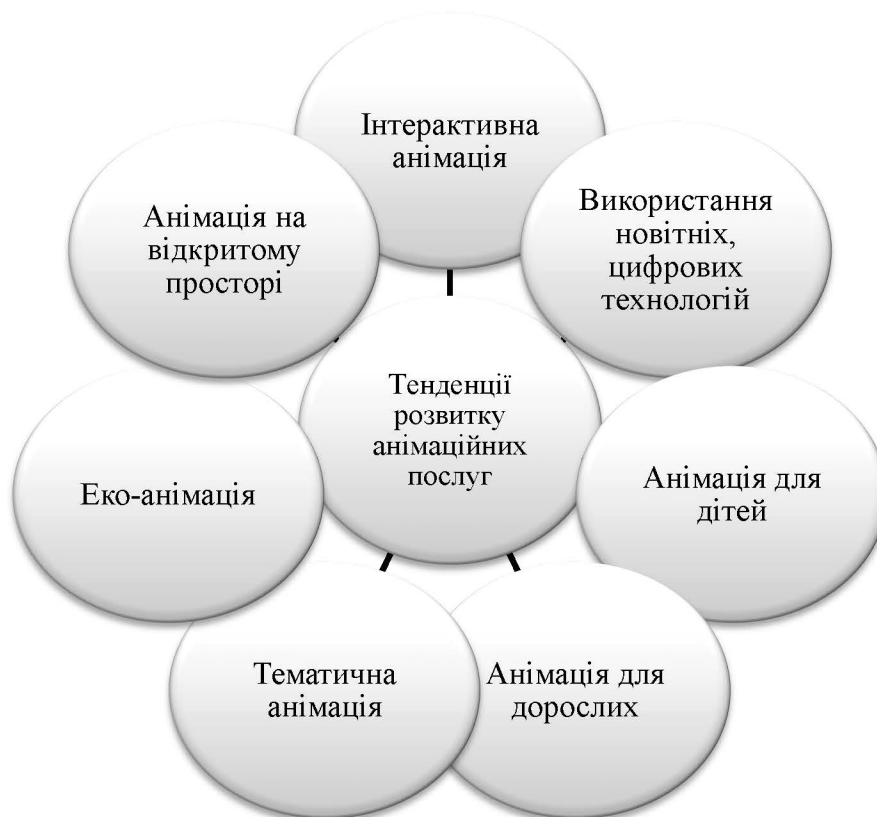 Інтерактивна
анімація
Використання
новітніх,
цифрових
технологій
Анімація для
дітей
Анімація для
дорослих
Тематична
анімація
Еко-анімація
Анімація на
відкритому
просторі
Тенденції
розвитку
анімаційних
послуг